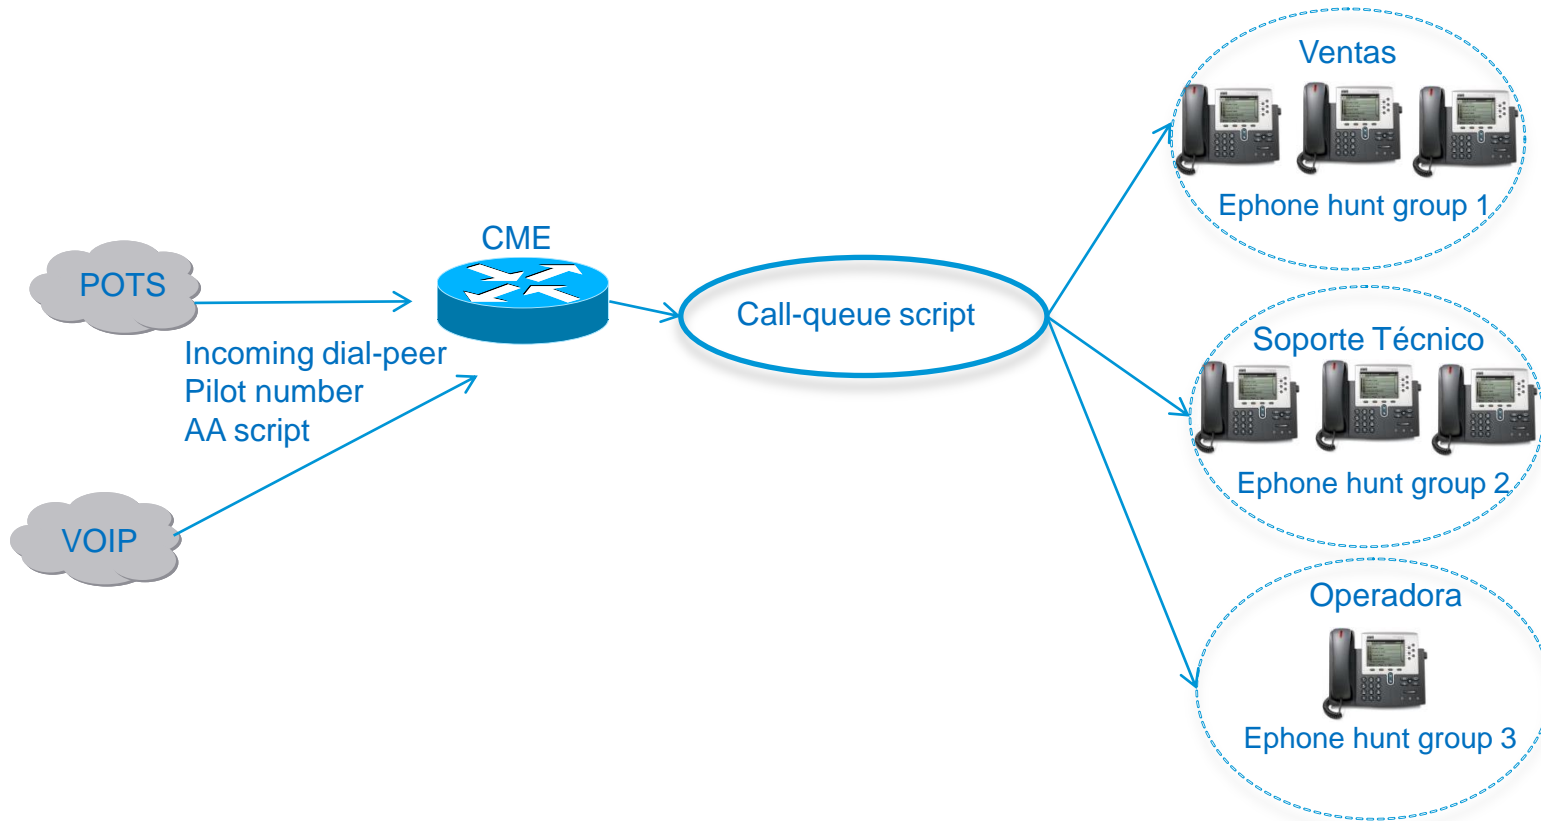 POTS
VOIP
Incoming dial-peer
Pilot number
AA script
CME
Call-queue script
Ventas
Ephone hunt group 1
Soporte Técnico
Ephone hunt group 2
Operadora
Ephone hunt group 3